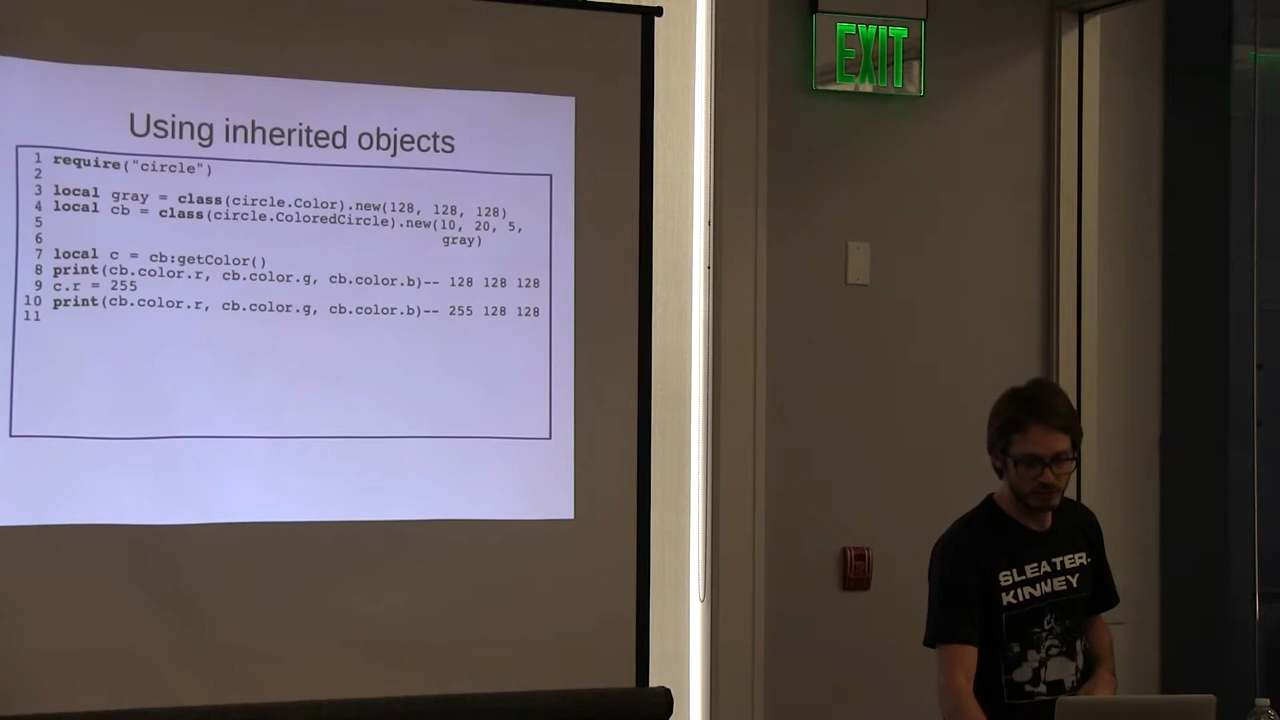 EXIT
Using inherited objects
1 require("circle")
2
3 local gray = class(circle.Color).new(128, 128, 128)
4 local cb = class(circle.ColoredCircle).new(10, 20, 5,
5 gray)
6
7 local c = cb:getColor()
8 print(cb.color.r, cb.color.g, cb.color.b)-- 128 128 128
9 c.r = 255
10 print(cb.color.r, cb.color.g, cb.color.b)-- 255 128 128
11
SLEATER-
KINNEY